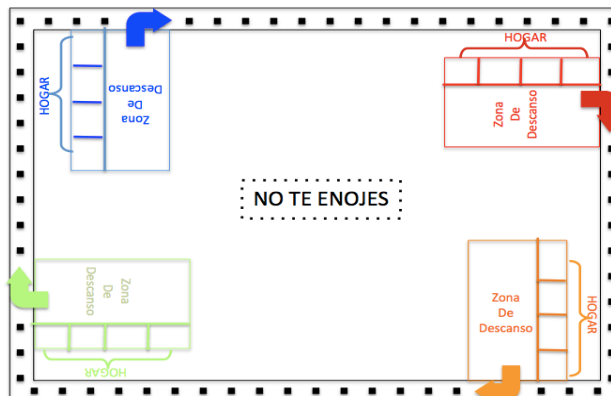 HOGAR
Zona
De
Descanso
HOGAR
Zona
De
Descanso
NO TE ENOJES
Zona
De
Descanso
HOGAR
Zona
De
Descanso
HOGAR